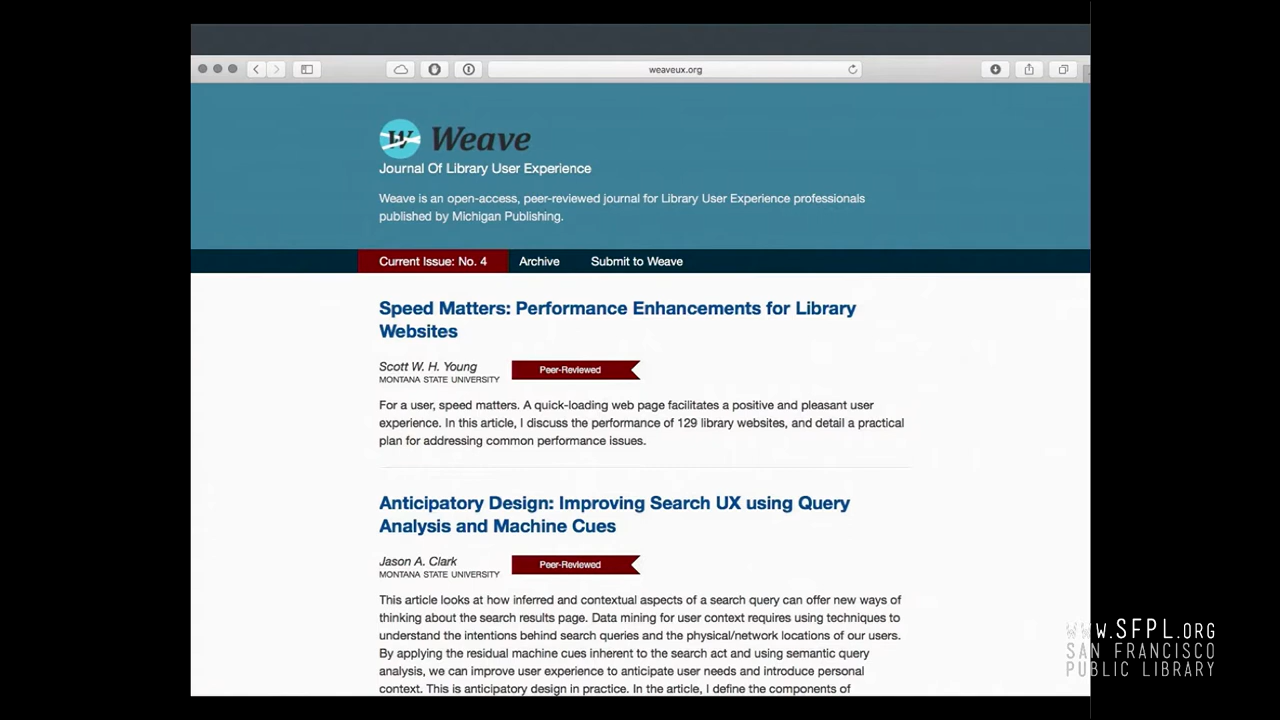 weaveux.org
W Weave
Journal Of Library User Experience
Weave is an open-access, peer-reviewed journal for Library User Experience professionals
published by Michigan Publishing.
Current Issue: No. 4 Archive Submit to Weave
Speed Matters: Performance Enhancements for Library
Websites
Scott W. H. Young
MONTANA STATE UNIVERSITY
Peer-Reviewed
For a user, speed matters. A quick-loading web page facilitates a positive and pleasant user
experience. In this article, I discuss the performance of 129 library websites, and detail a practical
plan for addressing common performance issues.
Anticipatory Design: Improving Search UX using Query
Analysis and Machine Cues
Jason A. Clark
MONTANA STATE UNIVERSITY
Peer-Reviewed
This article looks at how inferred and contextual aspects of a search query can offer new ways of
thinking about the search results page. Data mining for user context requires using techniques to
understand the intentions behind search queries and the physical/network locations of our users.
By applying the residual machine cues inherent to the search act and using semantic query
analysis, we can improve user experience to anticipate user needs and introduce personal
context. This is anticipatory design in practice. In the article, I define the components of
WWW.SFPL.ORG
SAN FRANCISCO
PUBLIC LIBRARY